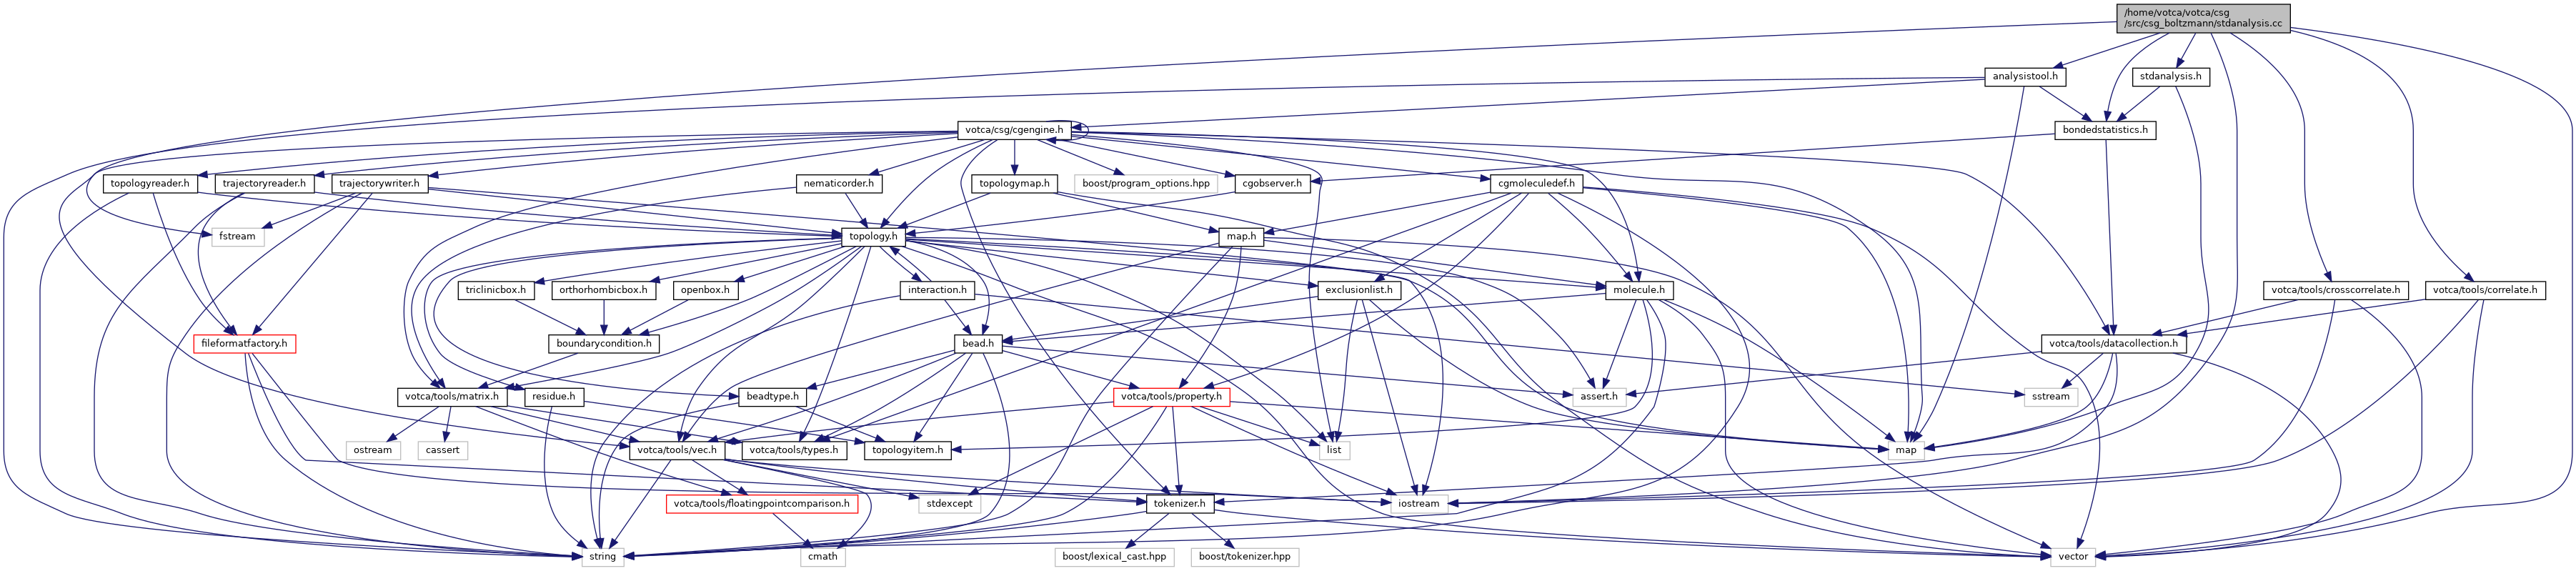 /home/votca/votca/csg
/src/csg_boltzmann/stdanalysis.cc
analysistool.h
stdanalysis.h
votca/csg/cgengine.h
bondedstatistics.h
topologyreader.h
trajectoryreader.h
trajectorywriter.h
nematicorder.h
topologymap.h
boost/program_options.hpp
cgobserver.h
cgmoleculedef.h
fstream
topology.h
map.h
triclinicbox.h
orthorhombicbox.h
openbox.h
interaction.h
exclusionlist.h
molecule.h
votca/tools/crosscorrelate.h
votca/tools/correlate.h
fileformatfactory.h
boundarycondition.h
bead.h
votca/tools/datacollection.h
votca/tools/matrix.h
residue.h
beadtype.h
votca/tools/property.h
assert.h
sstream
ostream
cassert
votca/tools/vec.h
votca/tools/types.h
topologyitem.h
list
map
votca/tools/floatingpointcomparison.h
stdexcept
tokenizer.h
iostream
string
cmath
boost/lexical_cast.hpp
boost/tokenizer.hpp
vector